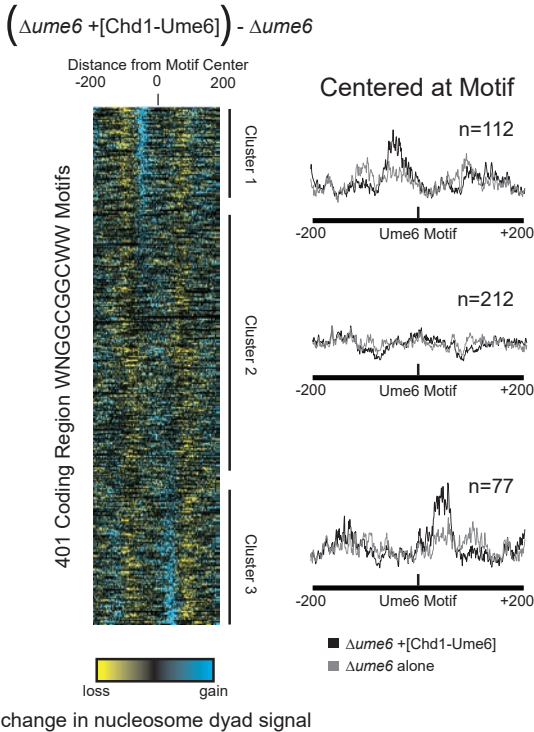 (Δume6 +[Chd1-Ume6]) - Δume6
Distance from Motif Center
-200 0 200
401 Coding Region WNGGCGGCWW Motifs
Cluster 1
Cluster 2
Cluster 3
loss gain
change in nucleosome dyad signal
Centered at Motif
n=112
-200 Ume6 Motif +200
n=212
-200 Ume6 Motif +200
n=77
-200 Ume6 Motif +200
Δume6 +[Chd1-Ume6]
Δume6 alone